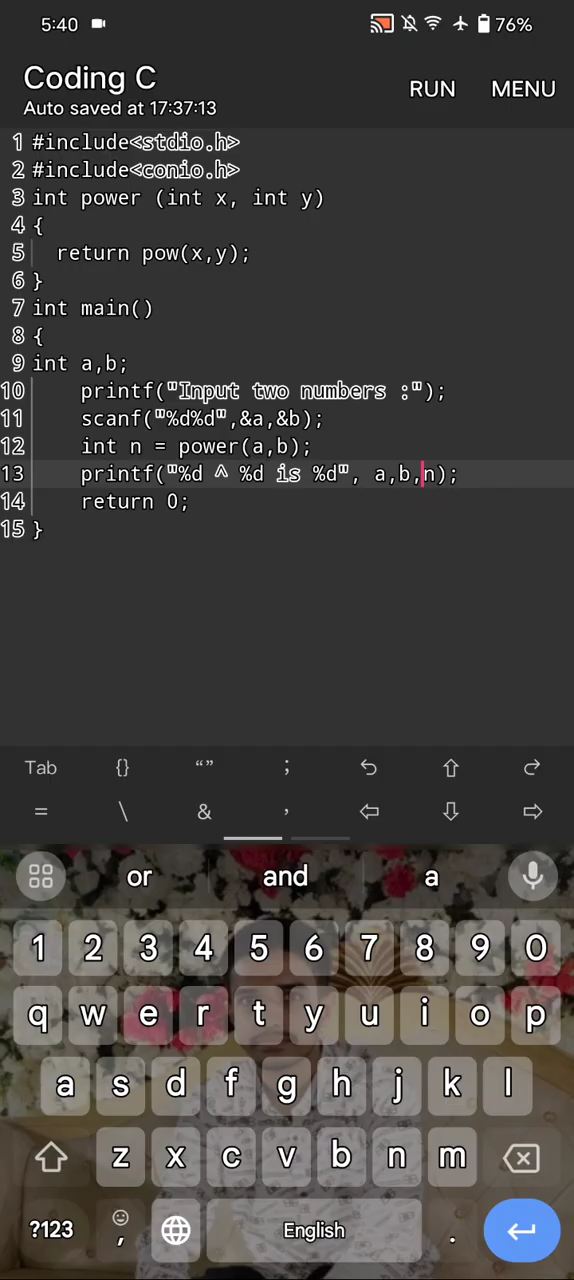 5:40 76%
Coding C
Auto saved at 17:37:13
RUN MENU
1 #include<stdio.h>
2 #include<conio.h>
3 int power (int x, int y)
4 {
5 return pow(x,y);
6 }
7 int main()
8 {
9 int a,b;
10 printf("Input two numbers :");
11 scanf("%d%d",&a,&b);
12 int n = power(a,b);
13 printf("%d ^ %d is %d", a,b,n);
14 return 0;
15 }
Tab {} “” ;
= \ & ,
or and a
1 2 3 4 5 6 7 8 9 0
q w e r t y u i o p
a s d f g h j k l
z x c v b n m
?123 , English .